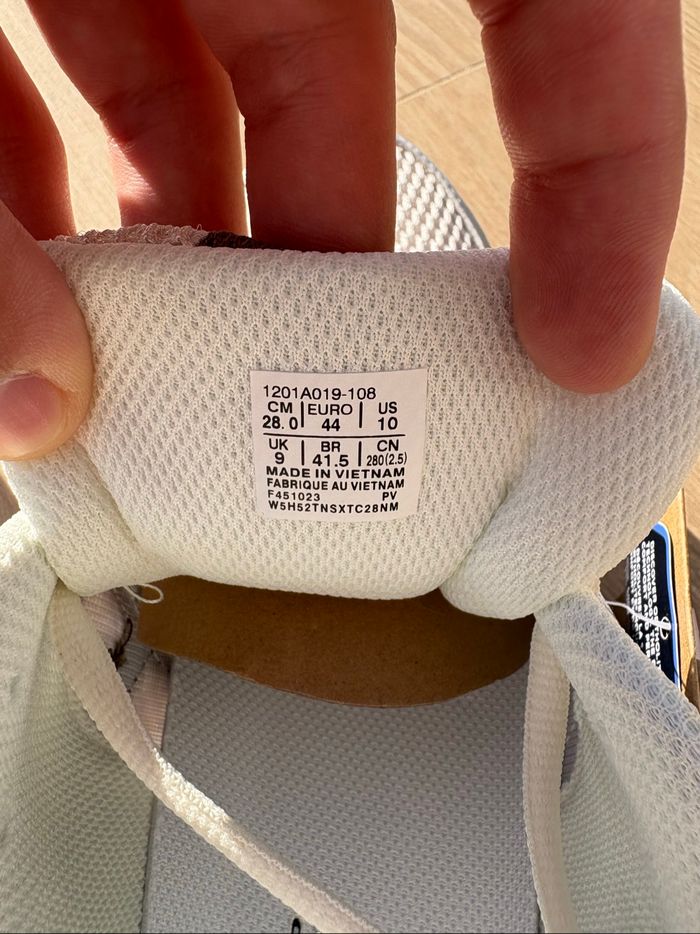 1201A019-108
CM | EURO | US
28.0 | 44 | 10
UK | BR | CN
9 | 41.5 | 280(2.5)
MADE IN VIETNAM
FABRIQUE AU VIETNAM
F451023 PV
W5H52TNSXTC28NM
DISCOVER